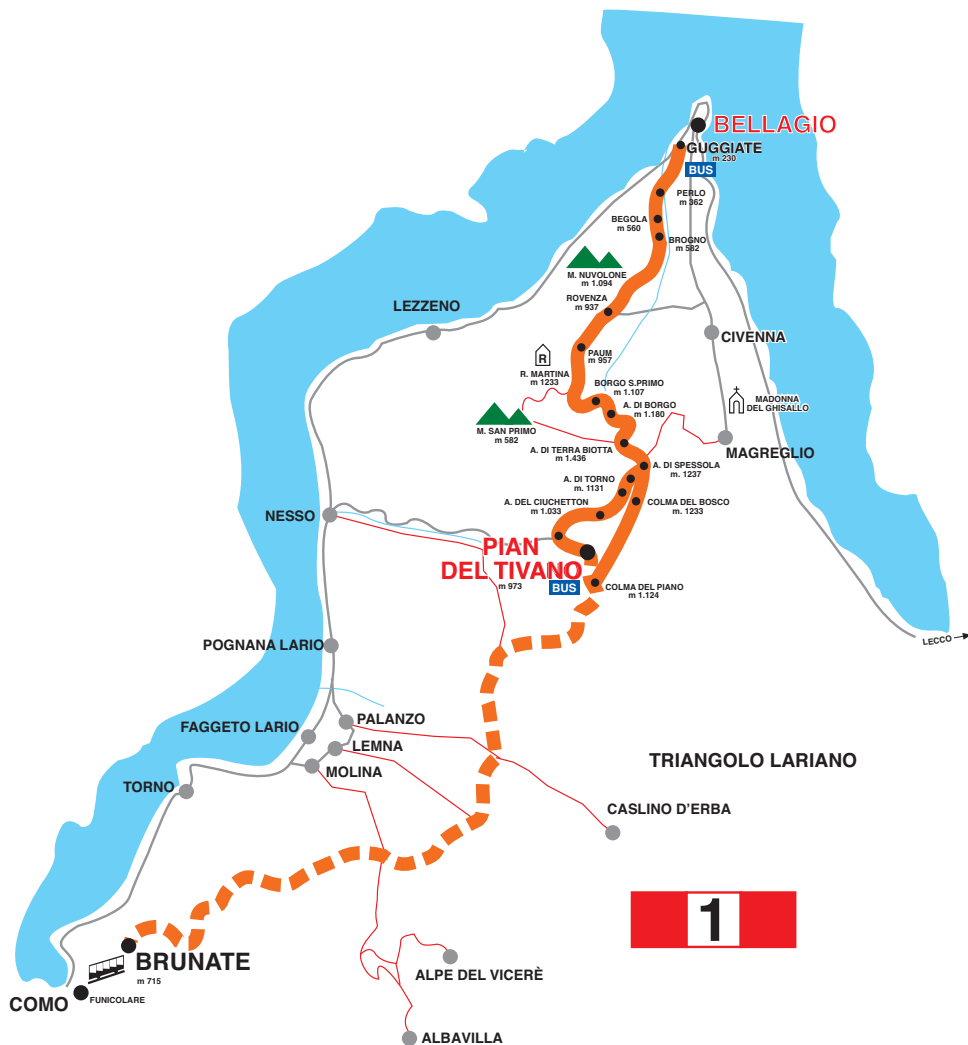 BELLAGIO
GUGGIATE
m 230
BUS
PERLO
m 362
BEGOLA
m 560
BROGNO
m 582
M. NUVOLONE
m 1.094
ROVENZA
m 937
LEZZENO
CIVENNA
PAUM
m 957
R
R. MARTINA
m 1233
BORGO S.PRIMO
m 1.107
MADONNA
DEL GHISALLO
A. DI BORGO
m 1.180
M. SAN PRIMO
m 582
A. DI TERRA BIOTTA
m 1.436
MAGREGLIO
A. DI SPESSOLA
m. 1237
A. DI TORNO
m. 1131
A. DEL CIUCHETTON
m 1.033
COLMA DEL BOSCO
m. 1233
NESSO
PIAN
DEL TIVANO
m 973
BUS
COLMA DEL PIANO
m 1.124
LECCO
POGNANA LARIO
PALANZO
FAGGETO LARIO
LEMNA
MOLINA
TRIANGOLO LARIANO
TORNO
CASLINO D'ERBA
1
BRUNATE
m 715
ALPE DEL VICERÈ
COMO
FUNICOLARE
ALBAVILLA